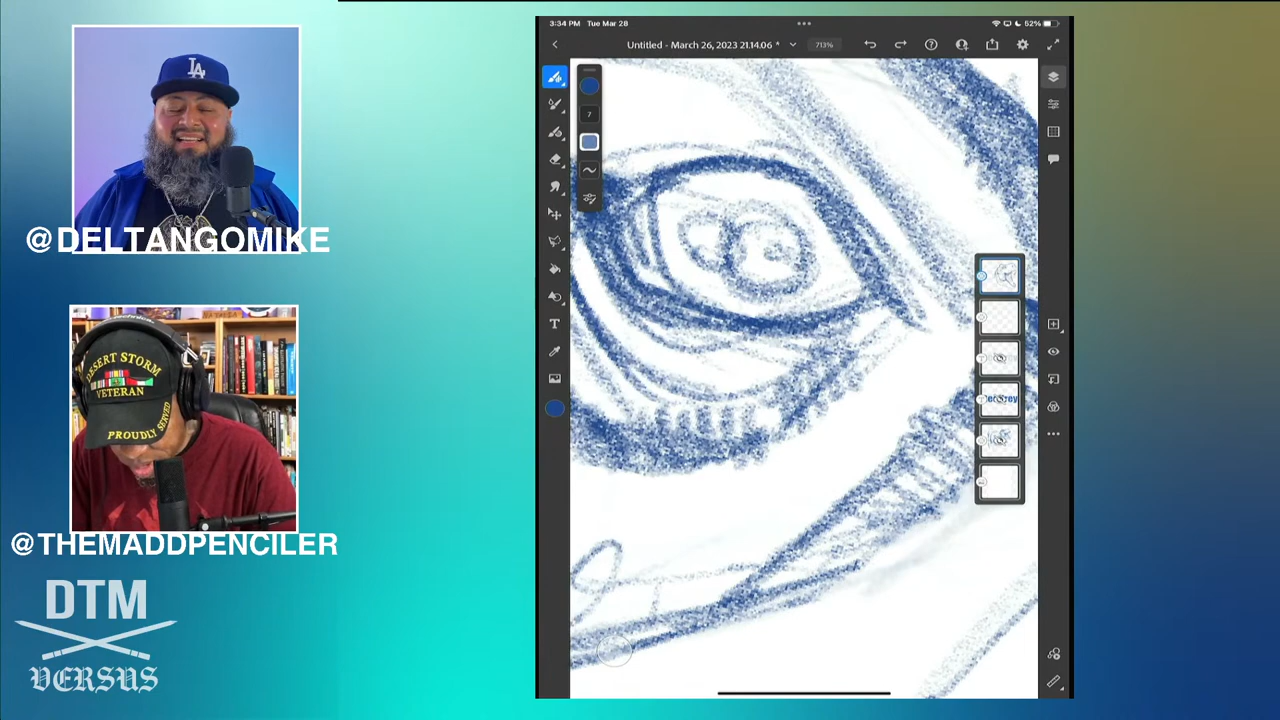 3:34 PM Tue Mar 28
52%
Untitled - March 26, 2023 21.14.06 *
713%
7
LA
@DELTANGOMIKE
DESERT STORM
VETERAN
PROUDLY SERVED
@THEMADDPENCILER
DTM
VERSUS